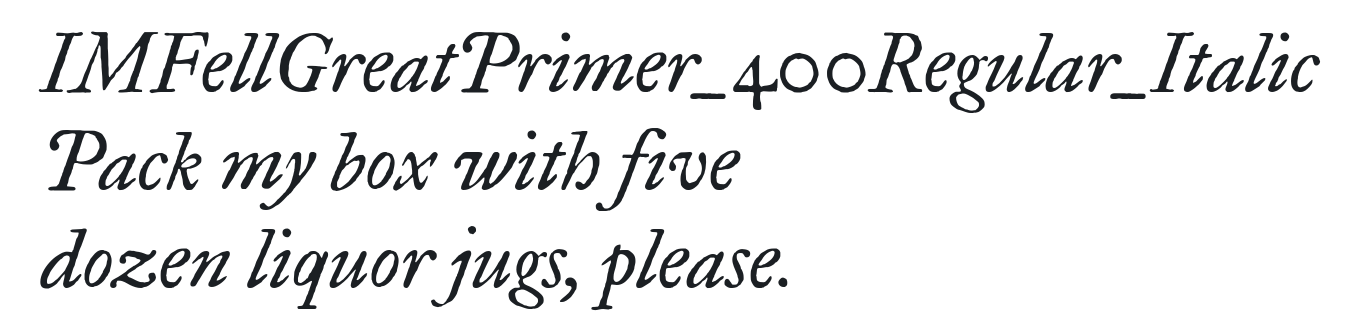 IMFellGreatPrimer_400Regular_Italic
Pack my box with five
dozen liquor jugs, please.